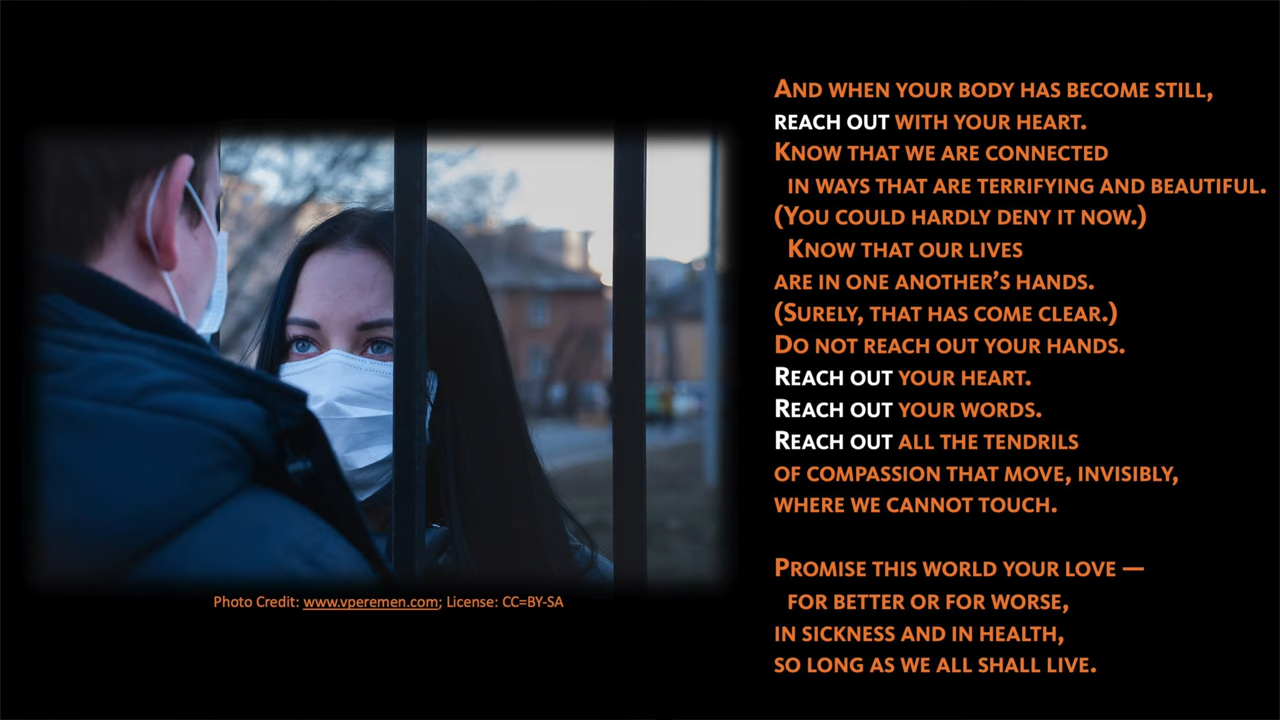 And when your body has become still,
reach out with your heart.
Know that we are connected
in ways that are terrifying and beautiful.
(You could hardly deny it now.)
Know that our lives
are in one another’s hands.
(Surely, that has come clear.)
Do not reach out your hands.
Reach out your heart.
Reach out your words.
Reach out all the tendrils
of compassion that move, invisibly,
where we cannot touch.
Promise this world your love —
for better or for worse,
in sickness and in health,
so long as we all shall live.
Photo Credit: www.vperemen.com; License: CC=BY-SA